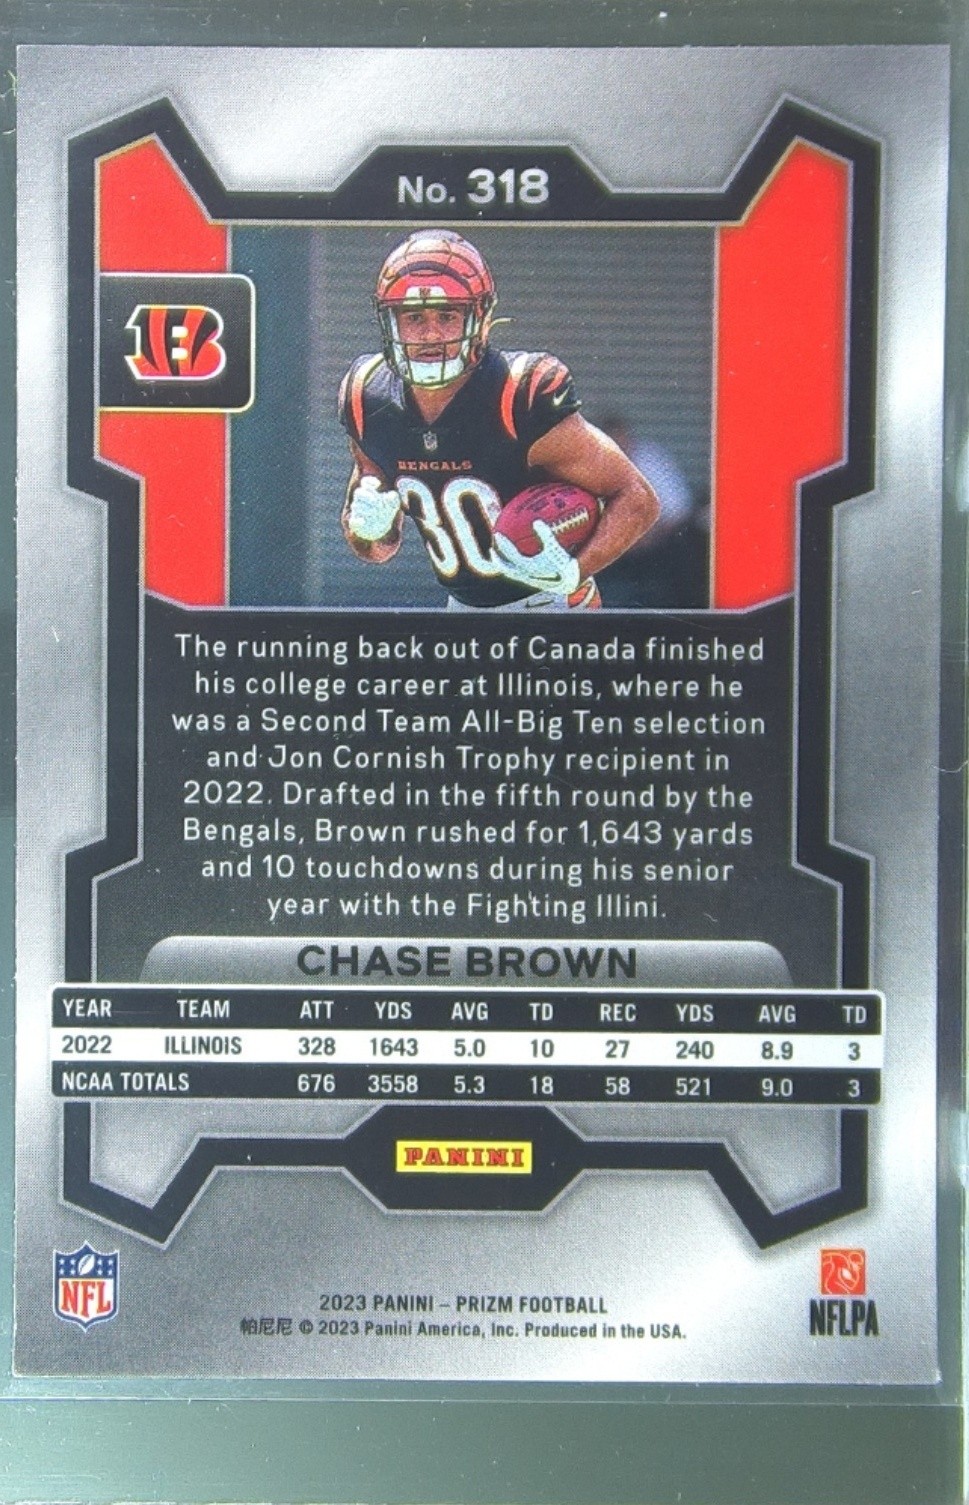 No. 318
B
BENGALS
30
The running back out of Canada finished
his college career at Illinois, where he
was a Second Team All-Big Ten selection
and Jon Cornish Trophy recipient in
2022. Drafted in the fifth round by the
Bengals, Brown rushed for 1,643 yards
and 10 touchdowns during his senior
year with the Fighting Illini.
CHASE BROWN
YEAR TEAM ATT YDS AVG TD REC YDS AVG TD
2022 ILLINOIS 328 1643 5.0 10 27 240 8.9 3
NCAA TOTALS 676 3558 5.3 18 58 521 9.0 3
PANINI
NFL
2023 PANINI – PRIZM FOOTBALL
帕尼尼 © 2023 Panini America, Inc. Produced in the USA.
NFLPA